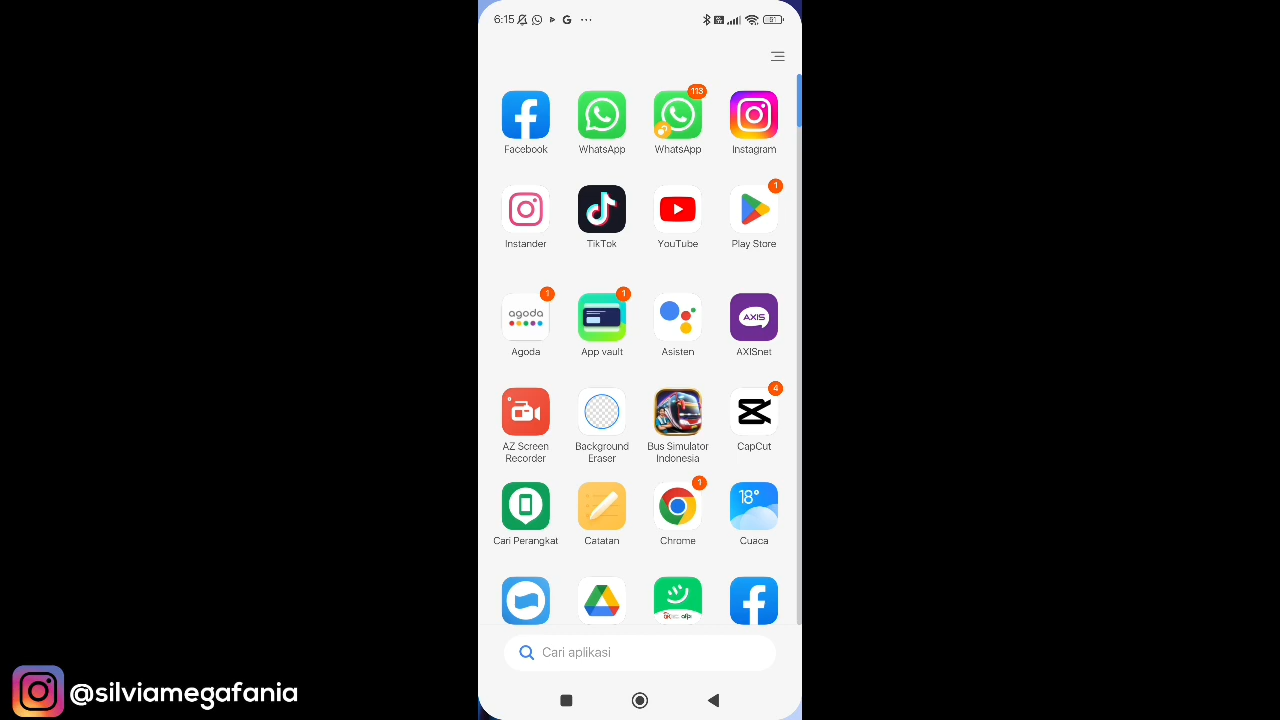 6:15
51
113
Facebook
WhatsApp
WhatsApp
Instagram
1
Instander
TikTok
YouTube
Play Store
1
1
agoda
AXIS
Agoda
App vault
Asisten
AXISnet
4
AZ Screen
Recorder
Background
Eraser
Bus Simulator
Indonesia
CapCut
1
18°
Cari Perangkat
Catatan
Chrome
Cuaca
Cari aplikasi
@silviamegafania